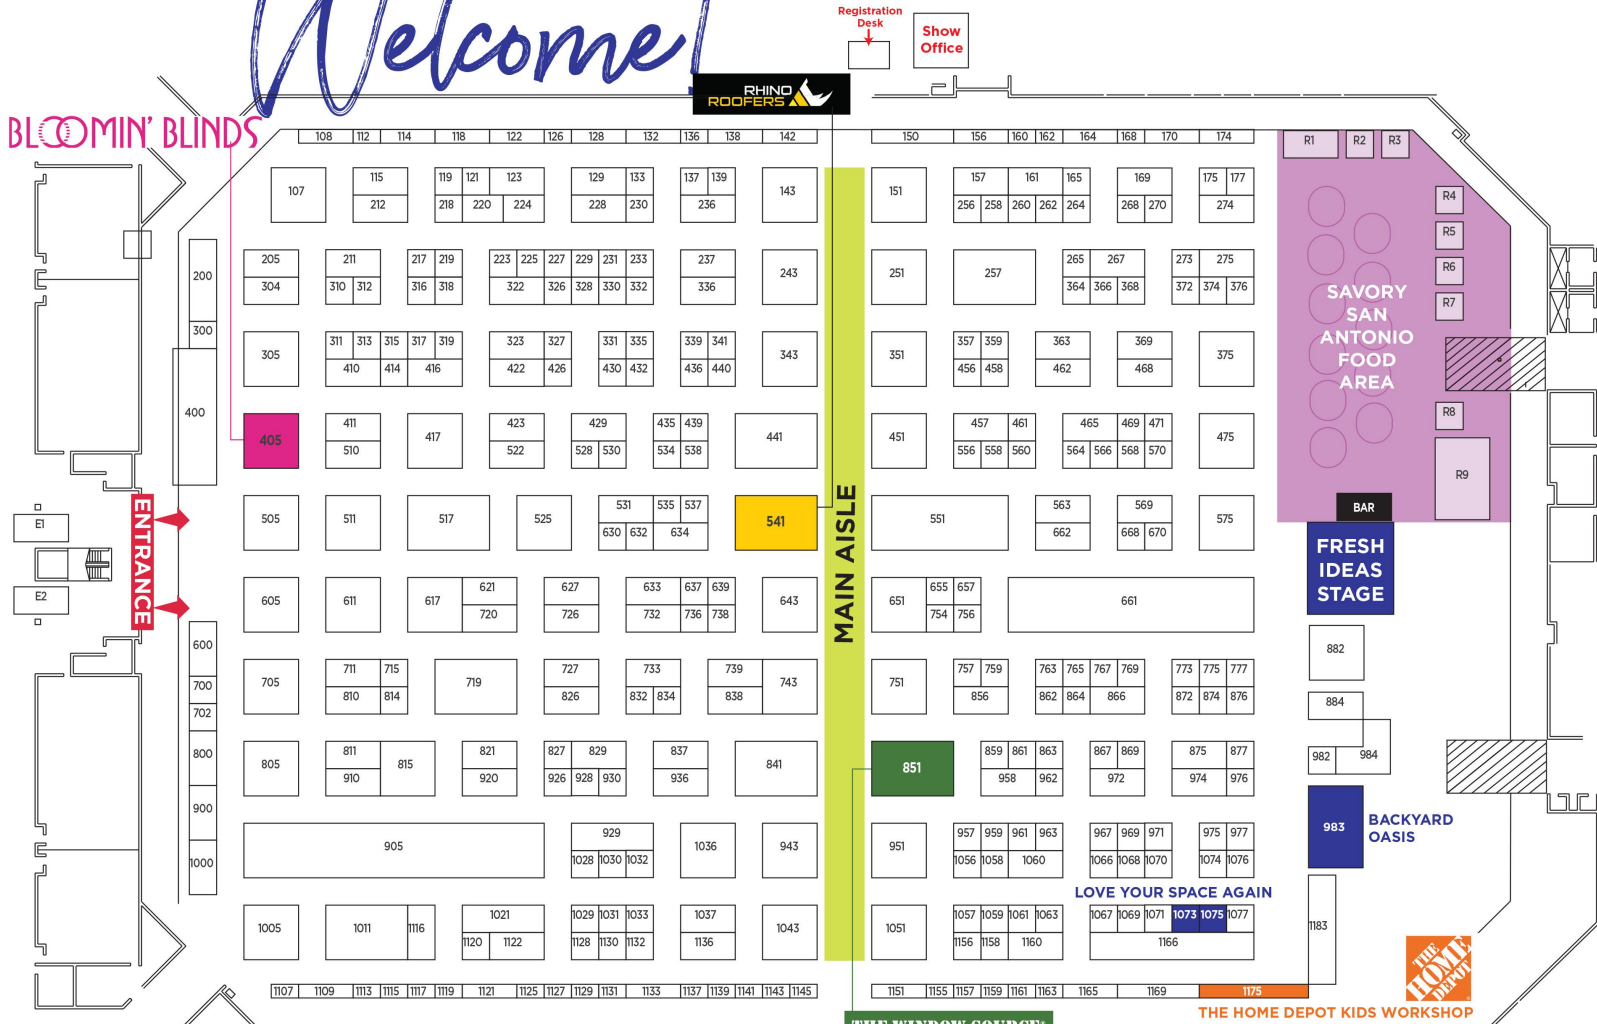 Welcome!
Registration
Desk
Show
Office
RHINO
ROOFERS
BLOOMIN' BLINDS
108 112 114 118 122 126 128 132 136 138 142 150 156 160 162 164 168 170 174 R1 R2 R3
107 115 119 121 123 129 133 137 139 143 151 157 161 165 169 175 177
212 218 220 224 228 230 236 256 258 260 262 264 268 270 274 R4
R5
200 205 211 217 219 223 225 227 229 231 233 237 243 251 257 265 267 273 275 R6
304 310 312 316 318 322 326 328 330 332 336 364 366 368 372 374 376 R7
SAVORY
SAN
ANTONIO
FOOD
AREA
300 305 311 313 315 317 319 323 327 331 335 339 341 343 351 357 359 363 369 375
410 414 416 422 426 430 432 436 440 456 458 462 468
400 405 411 417 423 429 435 439 441 451 457 461 465 469 471 475 R8
510 522 528 530 534 538 556 558 560 564 566 568 570 R9
BAR
ENTRANCE
E1
E2
MAIN AISLE
505 511 517 525 531 535 537 541 551 563 569 575
630 632 634 662 668 670
FRESH
IDEAS
STAGE
605 611 617 621 627 633 637 639 643 651 655 657 661
720 726 732 736 738 754 756
600
700
702
705 711 715 719 727 733 739 743 751 757 759 763 765 767 769 773 775 777 882
810 814 826 832 834 838 856 862 864 866 872 874 876 884
800 805 811 815 821 827 829 837 841 851 859 861 863 867 869 875 877 982 984
910 920 926 928 930 936 958 962 972 974 976
900
1000
905 929 1036 943 951 957 959 961 963 967 969 971 975 977 983
BACKYARD
OASIS
1028 1030 1032 1056 1058 1060 1066 1068 1070 1074 1076
LOVE YOUR SPACE AGAIN
1005 1011 1116 1021 1029 1031 1033 1037 1043 1051 1057 1059 1061 1063 1067 1069 1071 1073 1075 1077 1183
1120 1122 1128 1130 1132 1136 1156 1158 1160 1166
1107 1109 1113 1115 1117 1119 1121 1125 1127 1129 1131 1133 1137 1139 1141 1143 1145 1151 1155 1157 1159 1161 1163 1165 1169 1175
THE
HOME
DEPOT
THE HOME DEPOT KIDS WORKSHOP
THE WINDOW SOURCE